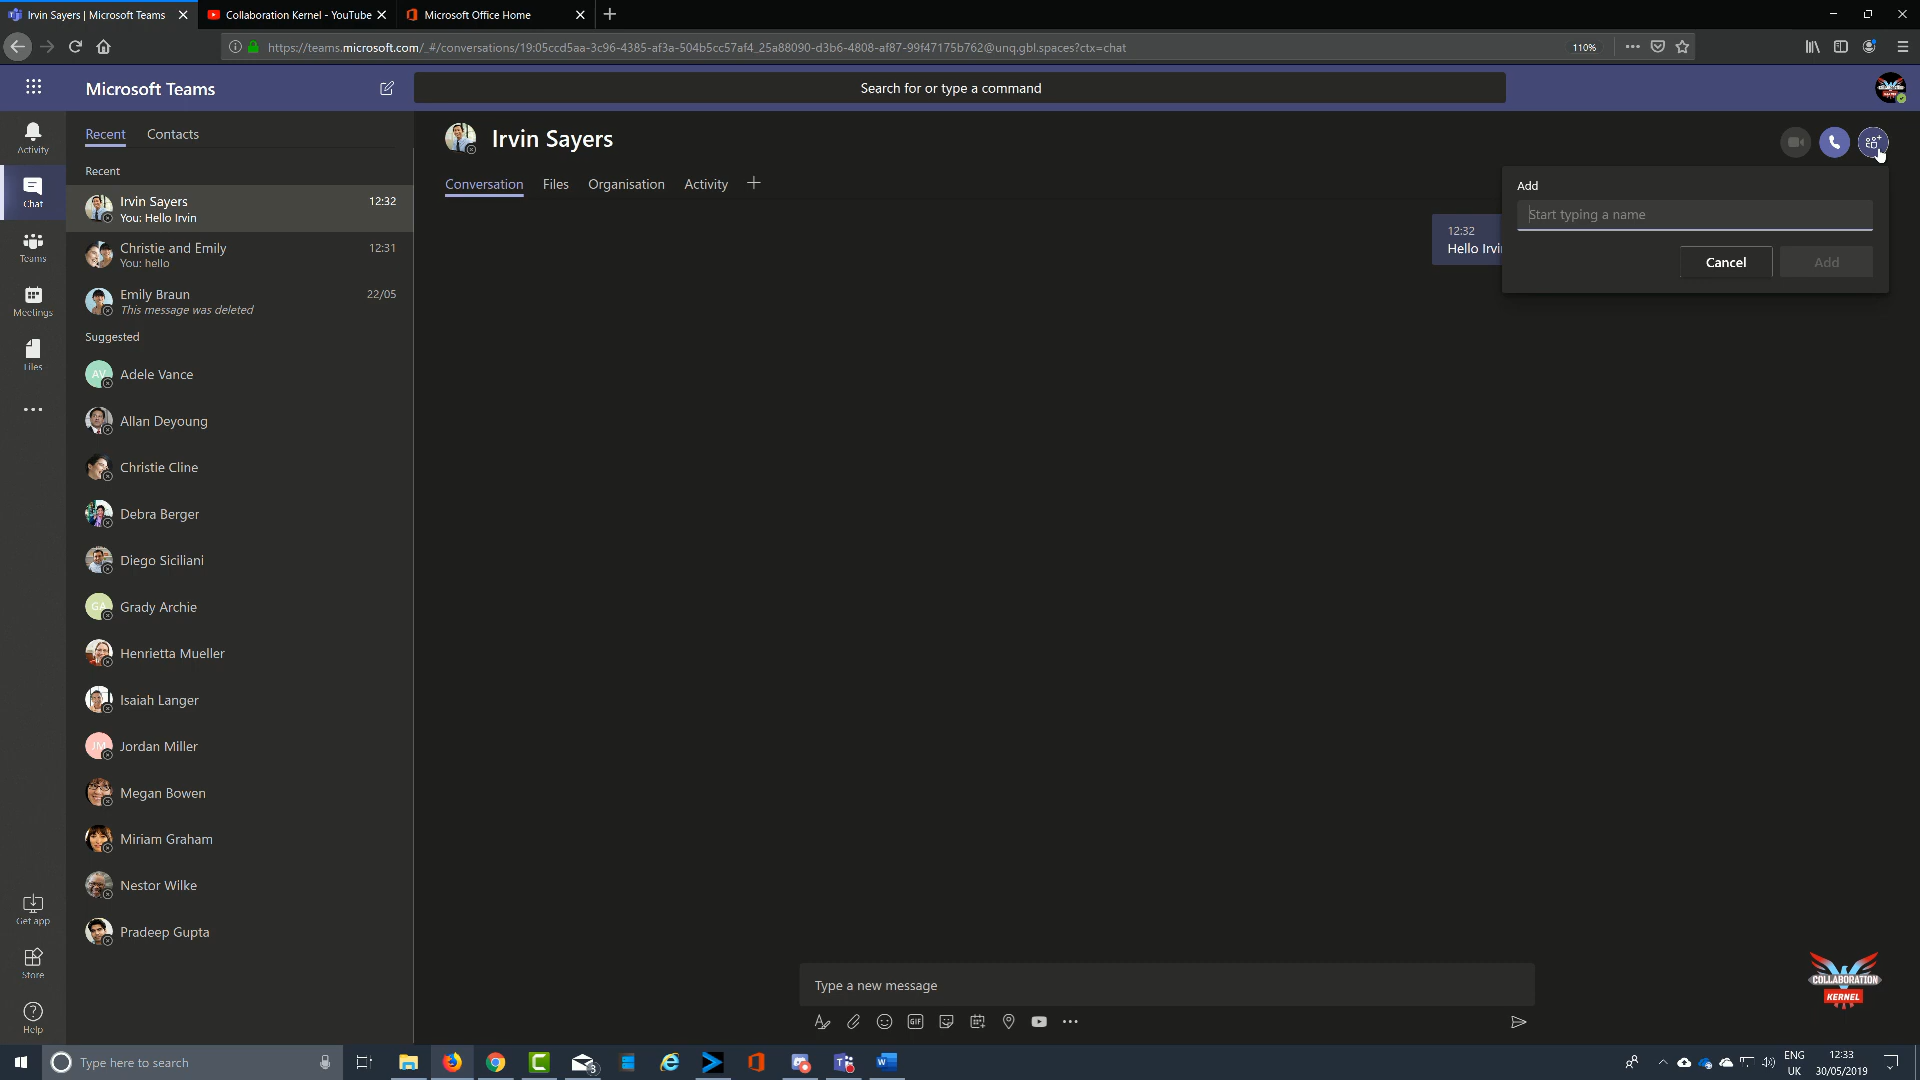 Irvin Sayers | Microsoft Teams
Collaboration Kernel - YouTube
Microsoft Office Home
https://teams.microsoft.com/_#/conversations/19:05ccd5aa-3c96-4385-af3a-504b5cc57af4_25a88090-d3b6-4808-af87-99f47175b762@unq.gbl.spaces?ctx=chat
110%
Microsoft Teams
Search for or type a command
Activity
Chat
Teams
Meetings
Files
Get app
Store
Help
Recent
Contacts
Recent
Irvin Sayers
12:32
You: Hello Irvin
Christie and Emily
12:31
You: hello
Emily Braun
22/05
This message was deleted
Suggested
AV
Adele Vance
Allan Deyoung
Christie Cline
Debra Berger
Diego Siciliani
GA
Grady Archie
Henrietta Mueller
Isaiah Langer
JM
Jordan Miller
Megan Bowen
Miriam Graham
Nestor Wilke
Pradeep Gupta
Irvin Sayers
Conversation
Files
Organisation
Activity
12:32
Hello Irvi
Add
Start typing a name
Cancel
Add
Type a new message
GIF
COLLABORATION
KERNEL
Type here to search
3
ENG
UK
12:33
30/05/2019